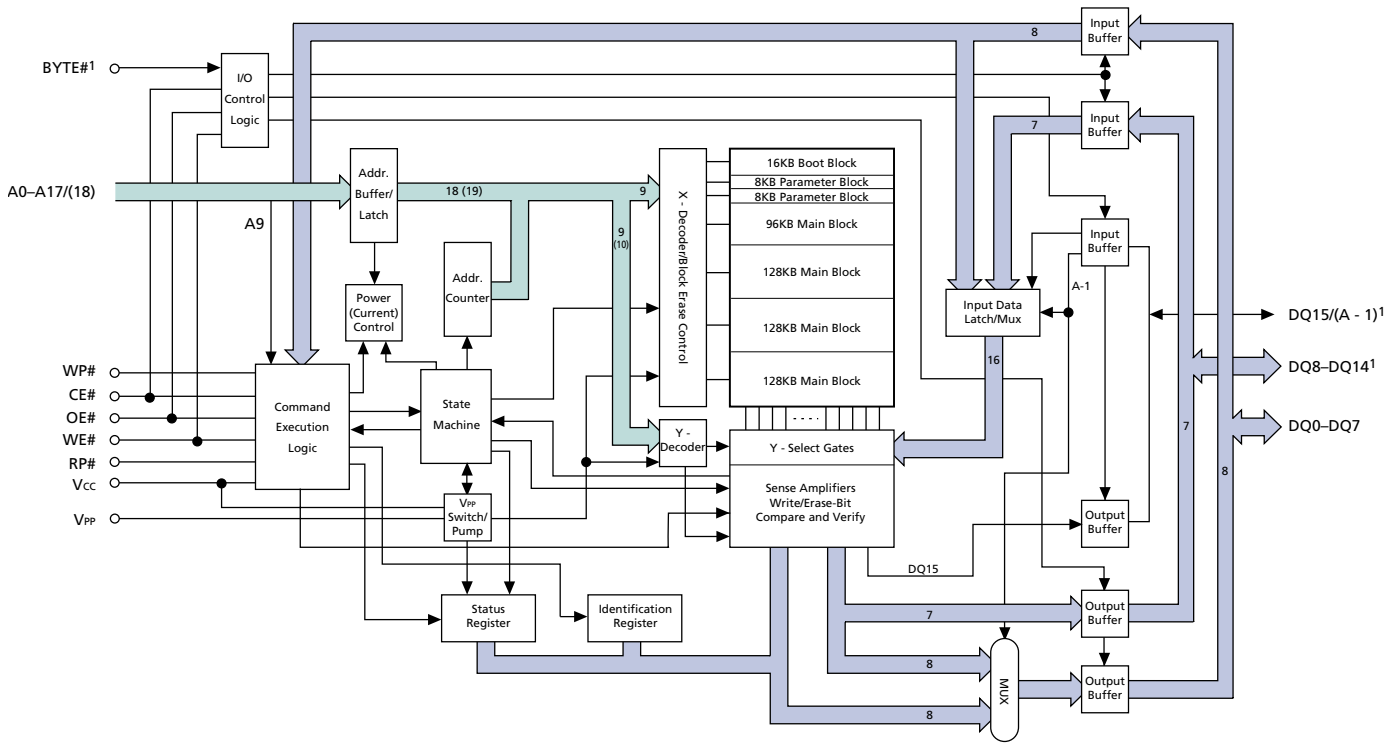 BYTE#1
I/O
Control
Logic
8
Input
Buffer
7
Input
Buffer
A0–A17/(18)
Addr.
Buffer/
Latch
18 (19)
9
A9
9
(10)
X - Decoder/Block Erase Control
16KB Boot Block
8KB Parameter Block
8KB Parameter Block
96KB Main Block
128KB Main Block
128KB Main Block
128KB Main Block
Input
Buffer
A-1
Addr.
Counter
Power
(Current)
Control
Input Data
Latch/Mux
DQ15/(A - 1)1
16
DQ8–DQ141
WP#
CE#
OE#
WE#
RP#
VCC
VPP
Command
Execution
Logic
State
Machine
Y -
Decoder
Y - Select Gates
Sense Amplifiers
Write/Erase-Bit
Compare and Verify
7
DQ0–DQ7
8
VPP
Switch/
Pump
Output
Buffer
DQ15
Status
Register
Identification
Register
7
Output
Buffer
8
MUX
Output
Buffer
8